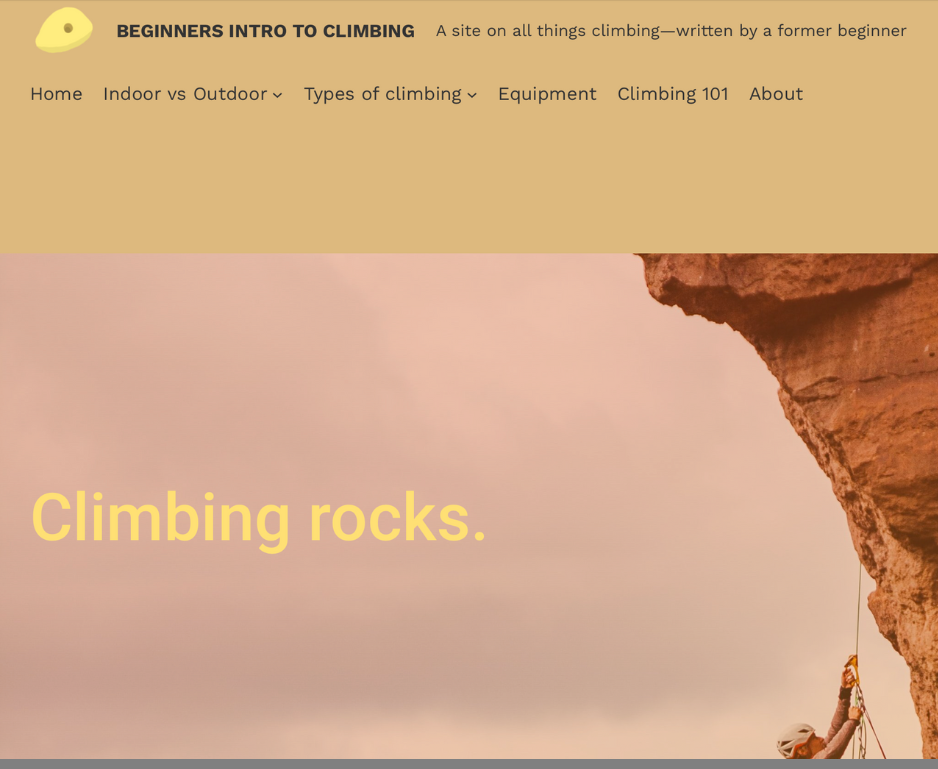 BEGINNERS INTRO TO CLIMBING A site on all things climbing—written by a former beginner
Home Indoor vs Outdoor Types of climbing Equipment Climbing 101 About
Climbing rocks.